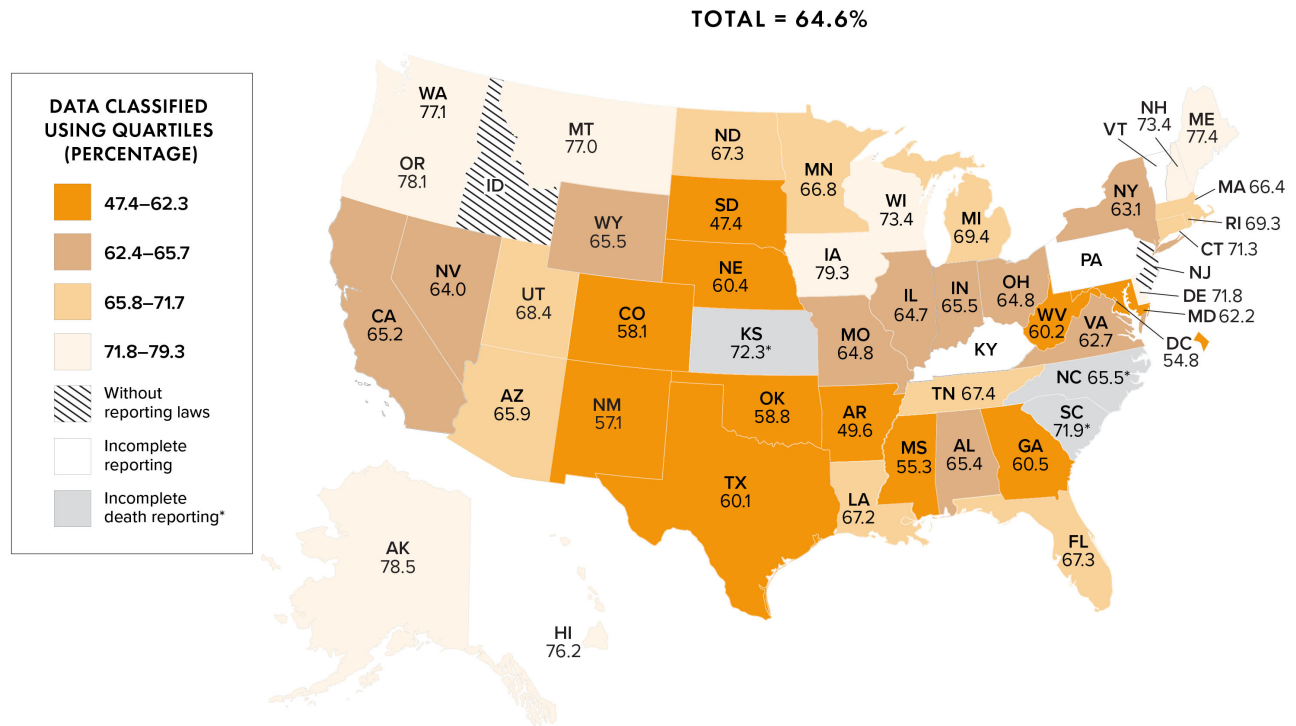 TOTAL = 64.6%
DATA CLASSIFIED
USING QUARTILES
(PERCENTAGE)
47.4–62.3
62.4–65.7
65.8–71.7
71.8–79.3
Without
reporting laws
Incomplete
reporting
Incomplete
death reporting*
WA
77.1
OR
78.1
ID
MT
77.0
ND
67.3
MN
66.8
SD
47.4
WI
73.4
MI
69.4
WY
65.5
NV
64.0
CA
65.2
UT
68.4
CO
58.1
NE
60.4
IA
79.3
IL
64.7
IN
65.5
OH
64.8
KS
72.3*
MO
64.8
KY
WV
60.2
VA
62.7
PA
NY
63.1
VT
NH
73.4
ME
77.4
MA 66.4
RI 69.3
CT 71.3
NJ
DE 71.8
MD 62.2
DC
54.8
AZ
65.9
NM
57.1
OK
58.8
AR
49.6
TN 67.4
NC 65.5*
SC
71.9*
MS
55.3
AL
65.4
GA
60.5
TX
60.1
LA
67.2
FL
67.3
AK
78.5
HI
76.2